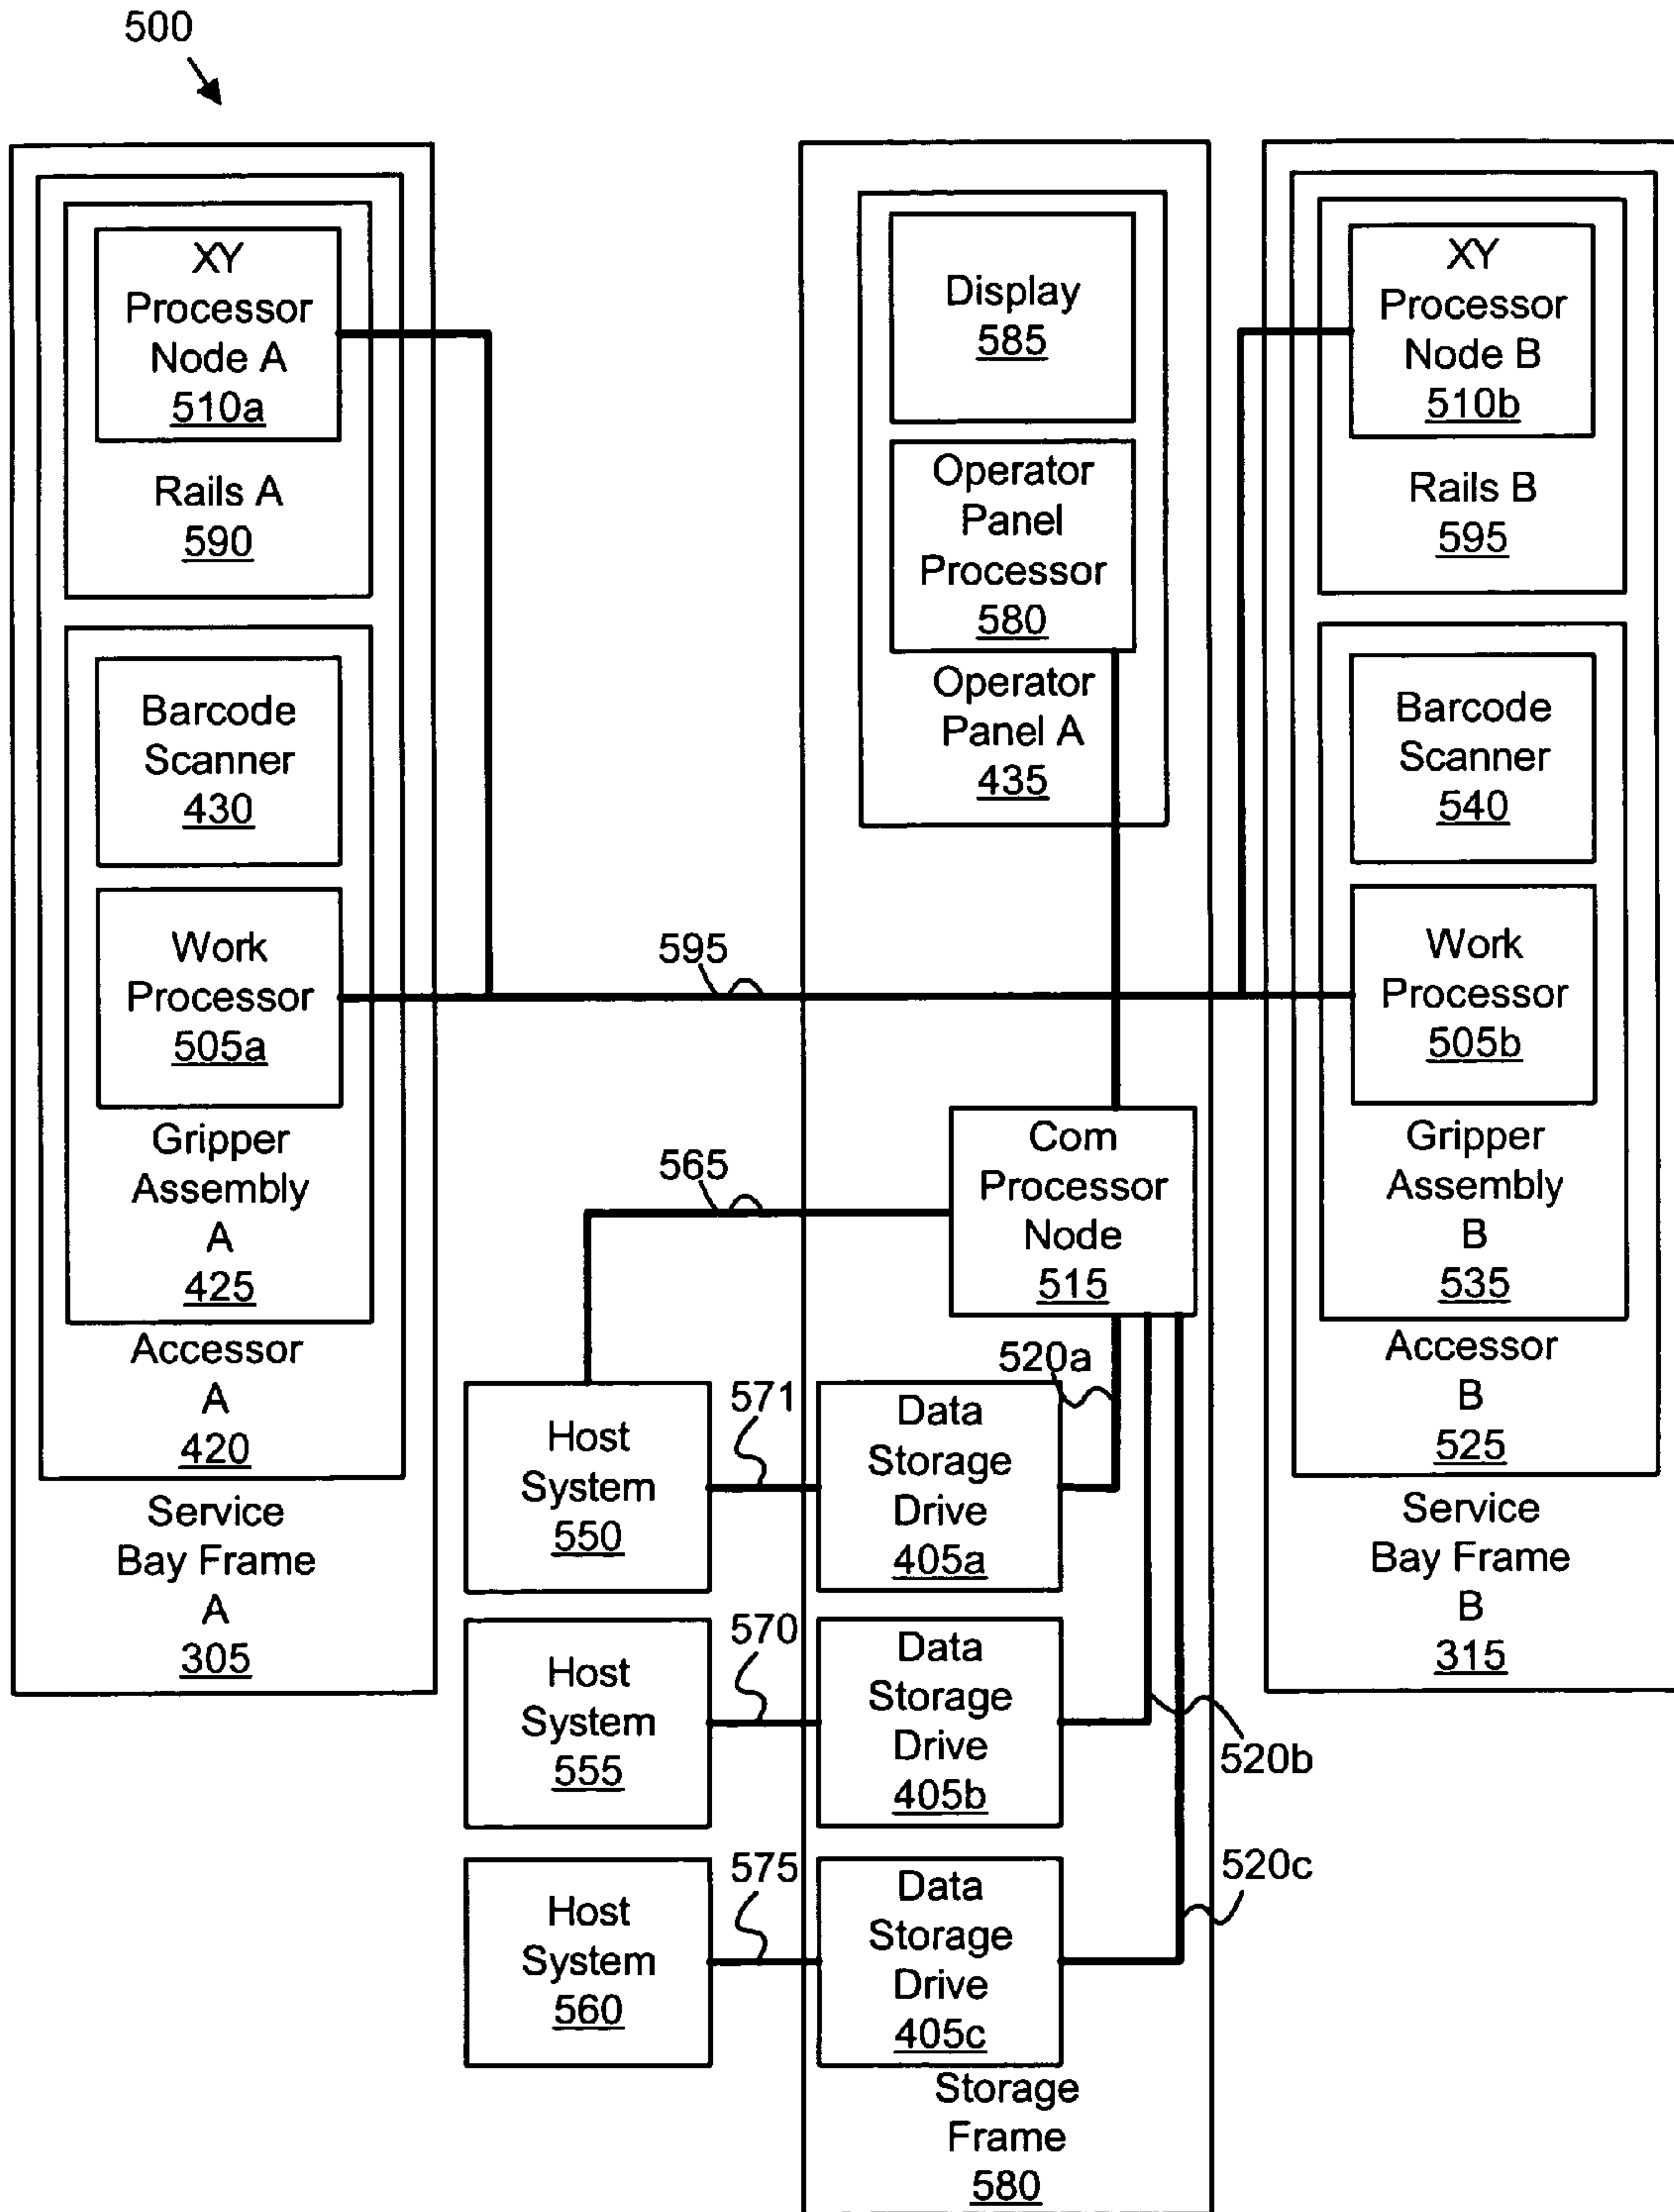 500
XY
Processor
Node A
510a
Rails A
590
Barcode
Scanner
430
Work
Processor
505a
Gripper
Assembly
A
425
Accessor
A
420
Service
Bay Frame
A
305
Display
585
Operator
Panel
Processor
580
Operator
Panel A
435
595
565
Com
Processor
Node
515
520a
571
Host
System
550
Data
Storage
Drive
405a
570
Host
System
555
Data
Storage
Drive
405b
520b
575
Host
System
560
Data
Storage
Drive
405c
520c
Storage
Frame
580
XY
Processor
Node B
510b
Rails B
595
Barcode
Scanner
540
Work
Processor
505b
Gripper
Assembly
B
535
Accessor
B
525
Service
Bay Frame
B
315